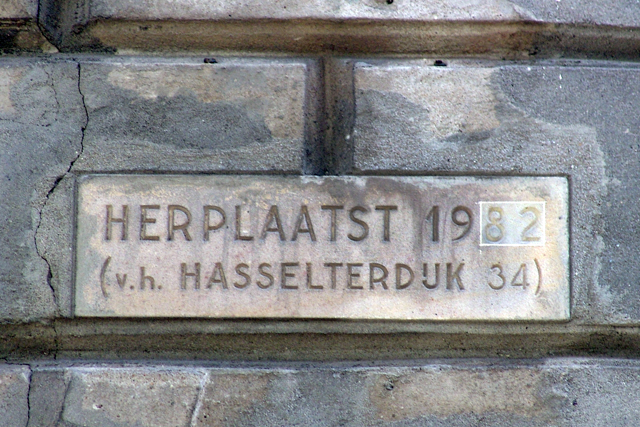 HERPLAATST 1982
(v.h. HASSELTERDIJK 34)